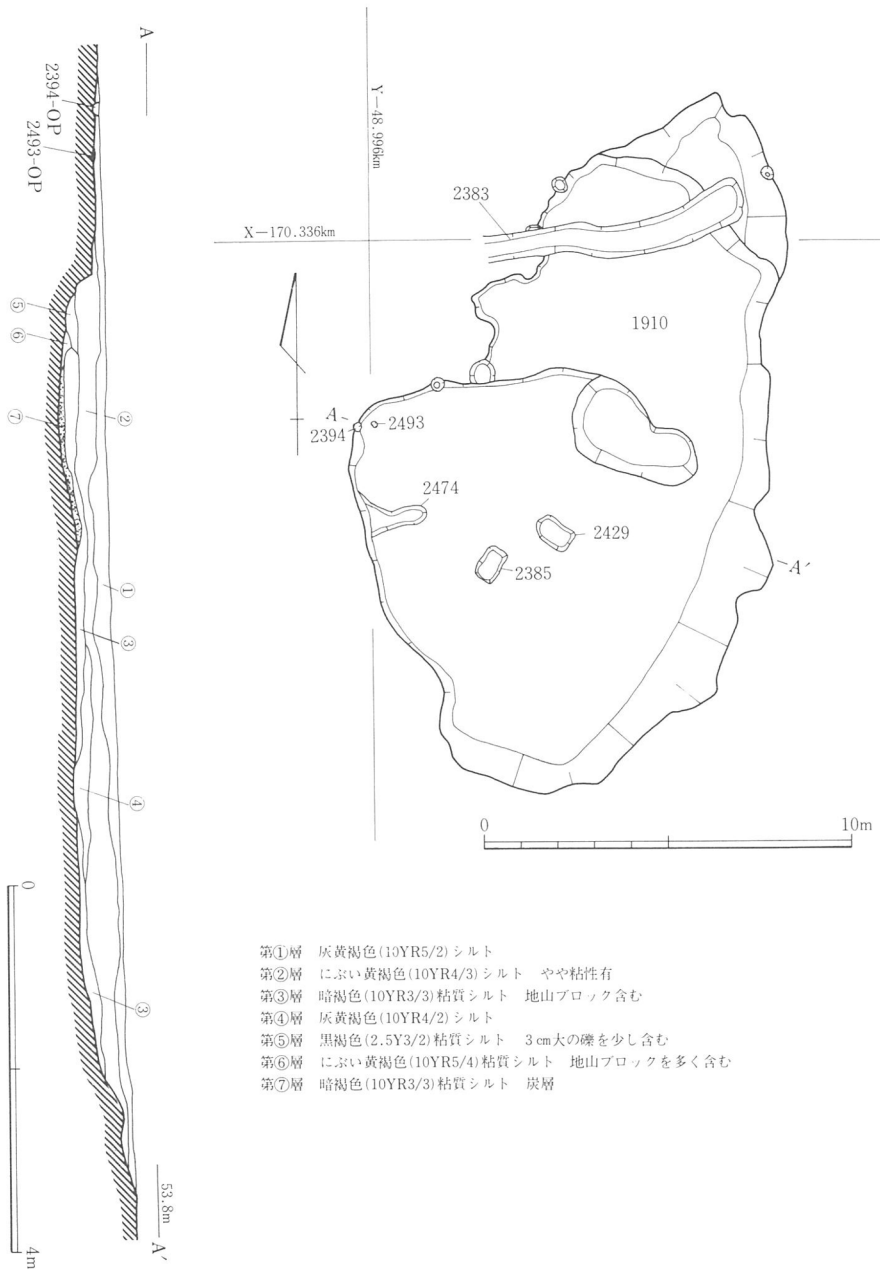 A
2394-OP
2493-OP
⑤
⑥
⑦
②
①
③
④
③
0
4m
53.8m
A′
Y-48.996km
X-170.336km
2383
1910
A
2394
2493
2474
2429
2385
A′
0
10m
第①層 灰黄褐色(10YR5/2)シルト
第②層 にぶい黄褐色(10YR4/3)シルト やや粘性有
第③層 暗褐色(10YR3/3)粘質シルト 地山ブロック含む
第④層 灰黄褐色(10YR4/2)シルト
第⑤層 黒褐色(2.5Y3/2)粘質シルト 3cm大の礫を少し含む
第⑥層 にぶい黄褐色(10YR5/4)粘質シルト 地山ブロックを多く含む
第⑦層 暗褐色(10YR3/3)粘質シルト 炭層